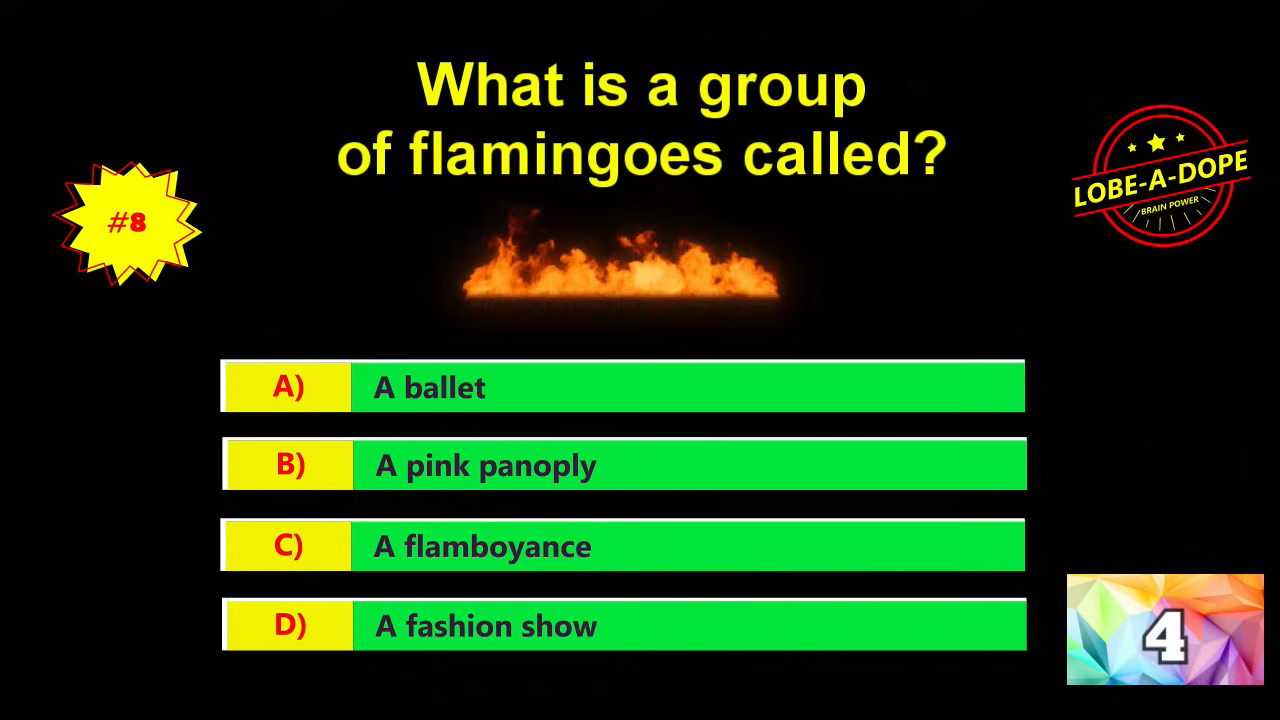 What is a group
of flamingoes called?
#8
LOBE-A-DOPE
BRAIN POWER
A) A ballet
B) A pink panoply
C) A flamboyance
D) A fashion show
4